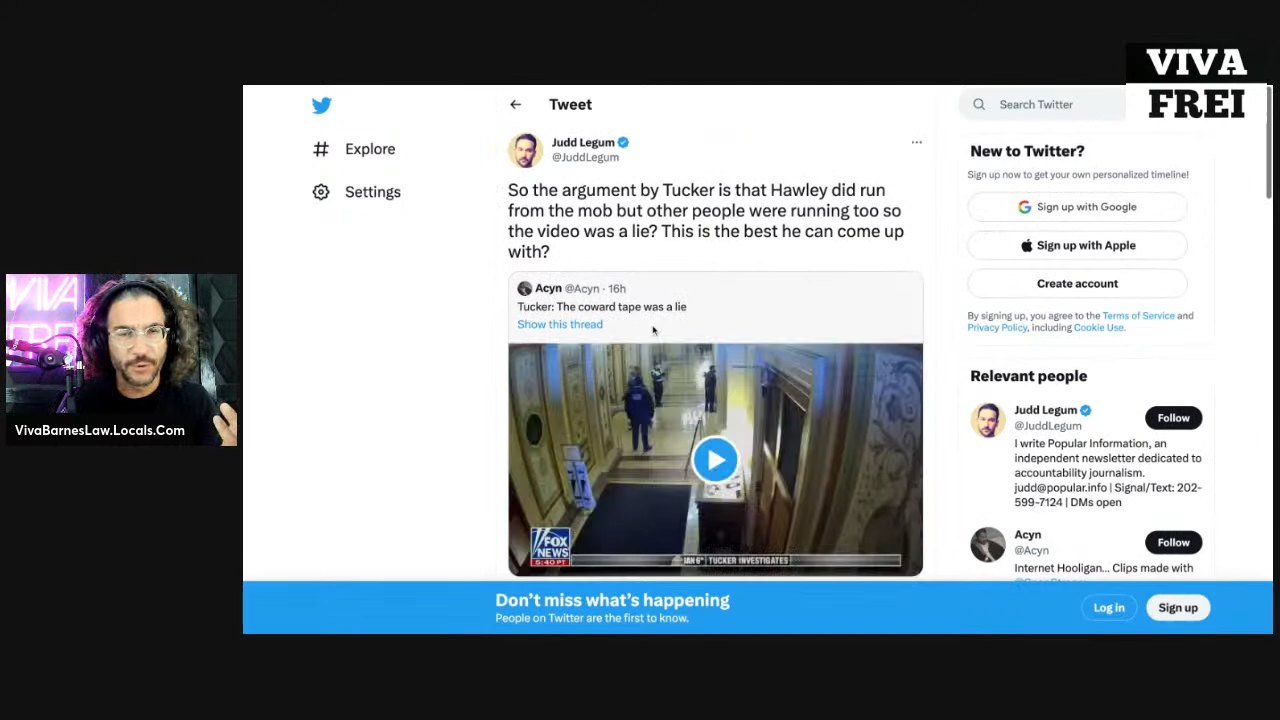 VIVA
FREI
Tweet
Search Twitter
Explore
Settings
Judd Legum
@JuddLegum
So the argument by Tucker is that Hawley did run
from the mob but other people were running too so
the video was a lie? This is the best he can come up
with?
Acyn @Acyn · 16h
Tucker: The coward tape was a lie
Show this thread
FOX
NEWS
5:40 PT
JAN 6th TUCKER INVESTIGATES
New to Twitter?
Sign up now to get your own personalized timeline!
Sign up with Google
Sign up with Apple
Create account
By signing up, you agree to the Terms of Service and
Privacy Policy, including Cookie Use.
Relevant people
Judd Legum
@JuddLegum
Follow
I write Popular Information, an
independent newsletter dedicated to
accountability journalism.
judd@popular.info | Signal/Text: 202-
599-7124 | DMs open
Acyn
@Acyn
Follow
Internet Hooligan... Clips made with
VIVA
FREI
VivaBarnesLaw.Locals.Com
Don't miss what's happening
People on Twitter are the first to know.
Log in
Sign up